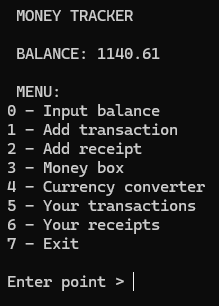 MONEY TRACKER
BALANCE: 1140.61
MENU:
0 - Input balance
1 - Add transaction
2 - Add receipt
3 - Money box
4 - Currency converter
5 - Your transactions
6 - Your receipts
7 - Exit
Enter point >